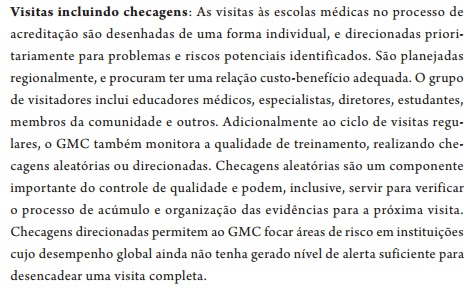 Visitas incluindo checagens: As visitas às escolas médicas no processo de
acreditação são desenhadas de uma forma individual, e direcionadas priori-
tariamente para problemas e riscos potenciais identificados. São planejadas
regionalmente, e procuram ter uma relação custo-benefício adequada. O grupo
de visitadores inclui educadores médicos, especialistas, diretores, estudantes,
membros da comunidade e outros. Adicionalmente ao ciclo de visitas regu-
lares, o GMC também monitora a qualidade de treinamento, realizando che-
cagens aleatórias ou direcionadas. Checagens aleatórias são um componente
importante do controle de qualidade e podem, inclusive, servir para verificar
o processo de acúmulo e organização das evidências para a próxima visita.
Checagens direcionadas permitem ao GMC focar áreas de risco em instituições
cujo desempenho global ainda não tenha gerado nível de alerta suficiente para
desencadear uma visita completa.